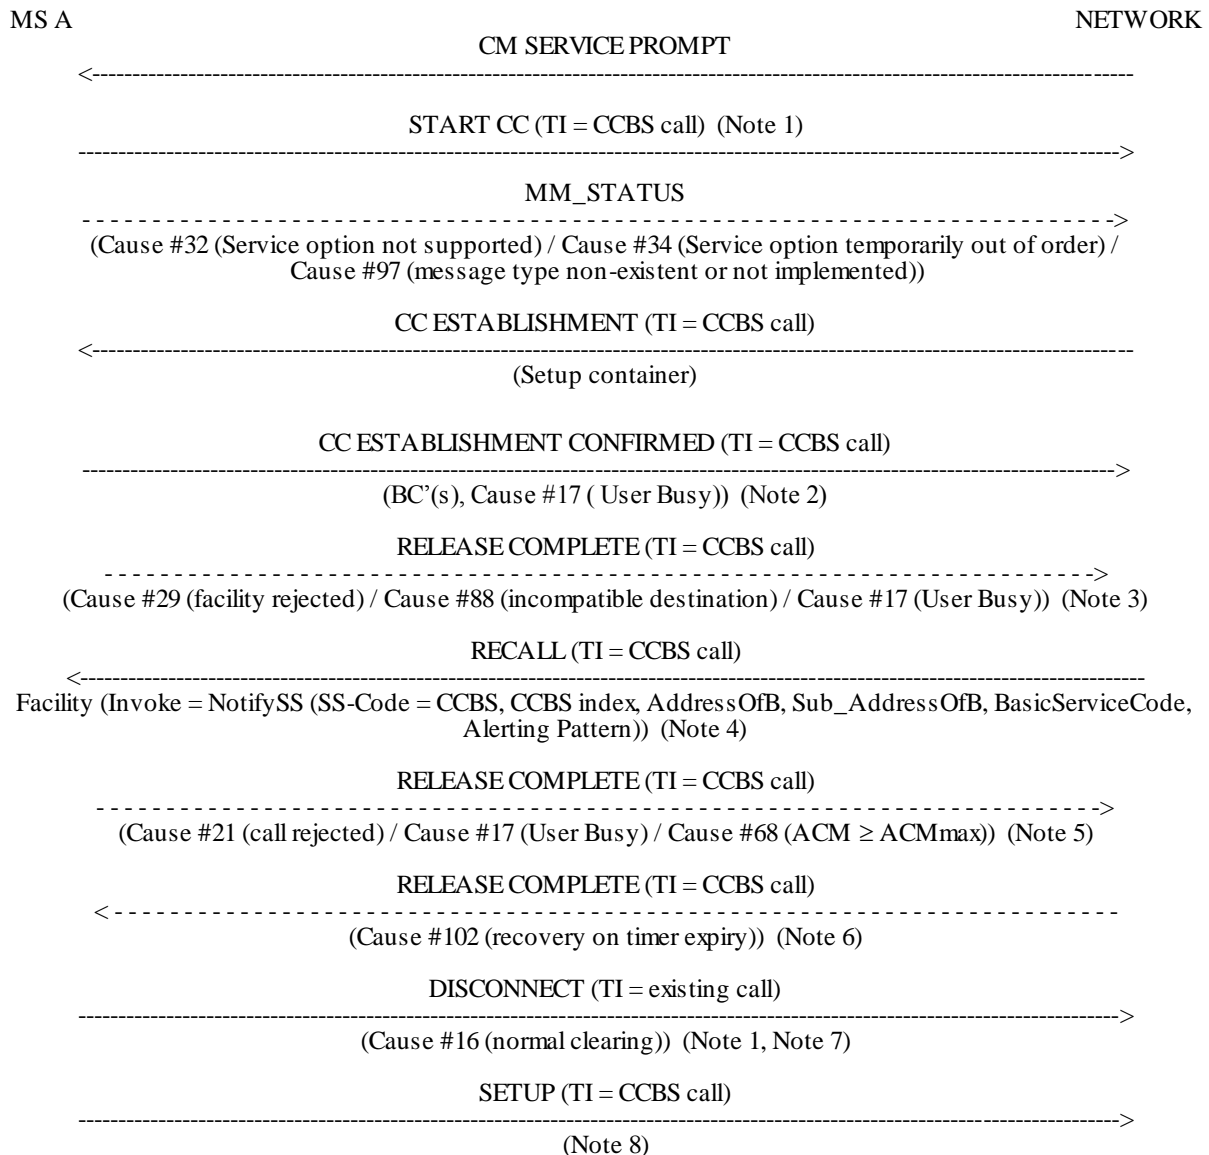 MS A NETWORK
CM SERVICE PROMPT
START CC (TI = CCBS call) (Note 1)
MM_STATUS
(Cause #32 (Service option not supported) / Cause #34 (Service option temporarily out of order) /
Cause #97 (message type non-existent or not implemented))
CC ESTABLISHMENT (TI = CCBS call)
(Setup container)
CC ESTABLISHMENT CONFIRMED (TI = CCBS call)
(BC’(s), Cause #17 ( User Busy)) (Note 2)
RELEASE COMPLETE (TI = CCBS call)
(Cause #29 (facility rejected) / Cause #88 (incompatible destination) / Cause #17 (User Busy)) (Note 3)
RECALL (TI = CCBS call)
Facility (Invoke = NotifySS (SS-Code = CCBS, CCBS index, AddressOfB, Sub_AddressOfB, BasicServiceCode,
Alerting Pattern)) (Note 4)
RELEASE COMPLETE (TI = CCBS call)
(Cause #21 (call rejected) / Cause #17 (User Busy) / Cause #68 (ACM ≥ ACMmax)) (Note 5)
RELEASE COMPLETE (TI = CCBS call)
(Cause #102 (recovery on timer expiry)) (Note 6)
DISCONNECT (TI = existing call)
(Cause #16 (normal clearing)) (Note 1, Note 7)
SETUP (TI = CCBS call)
(Note 8)